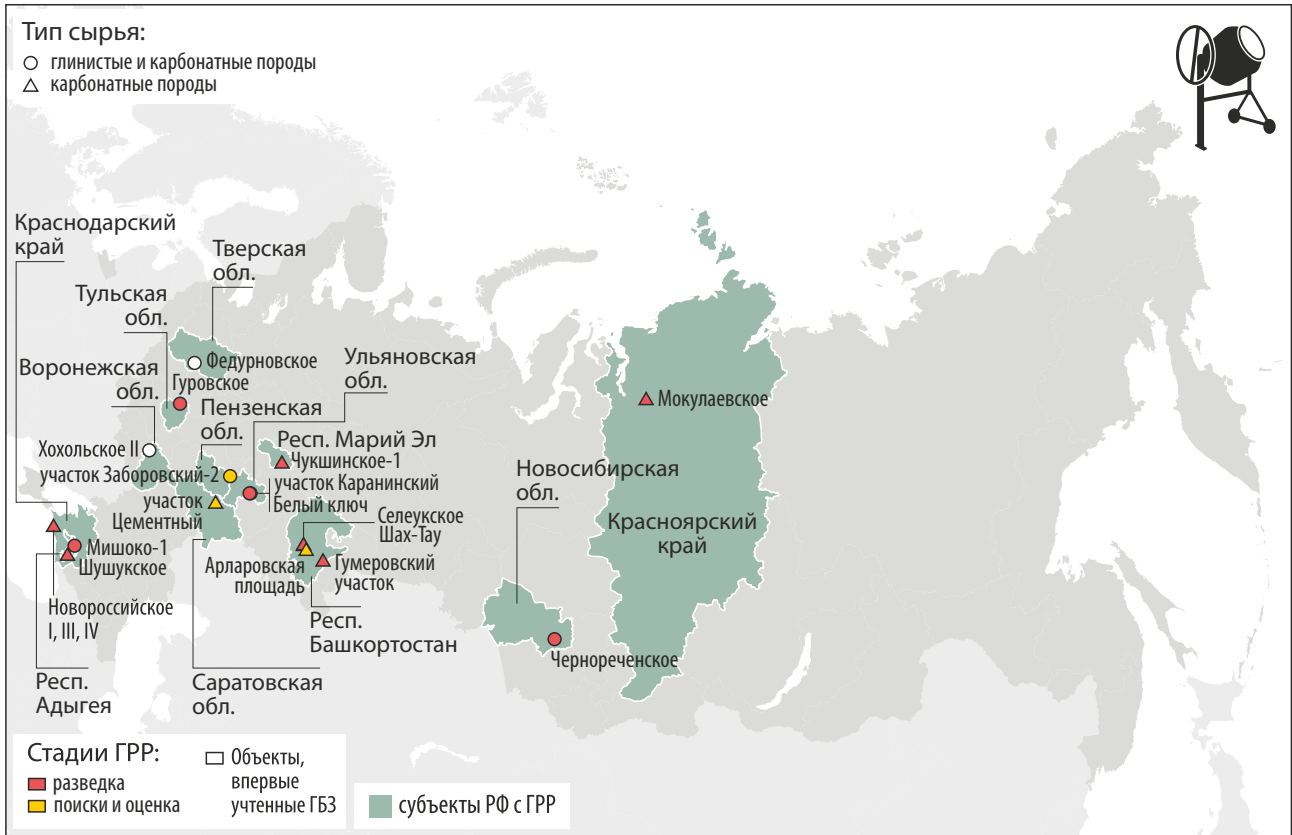 Тип сырья:
глинистые и карбонатные породы
карбонатные породы
Краснодарский
край
Тверская
обл.
Тульская
обл.
Воронежская
обл.
Федурновское
Гуровское
Ульяновская
обл.
Пензенская
обл.
Хохольское II
участок Заборовский-2
Респ. Марий Эл
Чукшинское-1
участок Каранинский
Белый ключ
участок
Цементный
Селеукское
Шах-Тау
Мишоко-1
Шушукское
Арларовская
площадь
Гумеровский
участок
Новороссийское
I, III, IV
Респ.
Башкортостан
Респ.
Адыгея
Саратовская
обл.
Новосибирская
обл.
Чернореченское
Мокулаевское
Красноярский
край
Стадии ГРР:
разведка
поиски и оценка
Объекты,
впервые
учтенные ГБЗ
субъекты РФ с ГРР